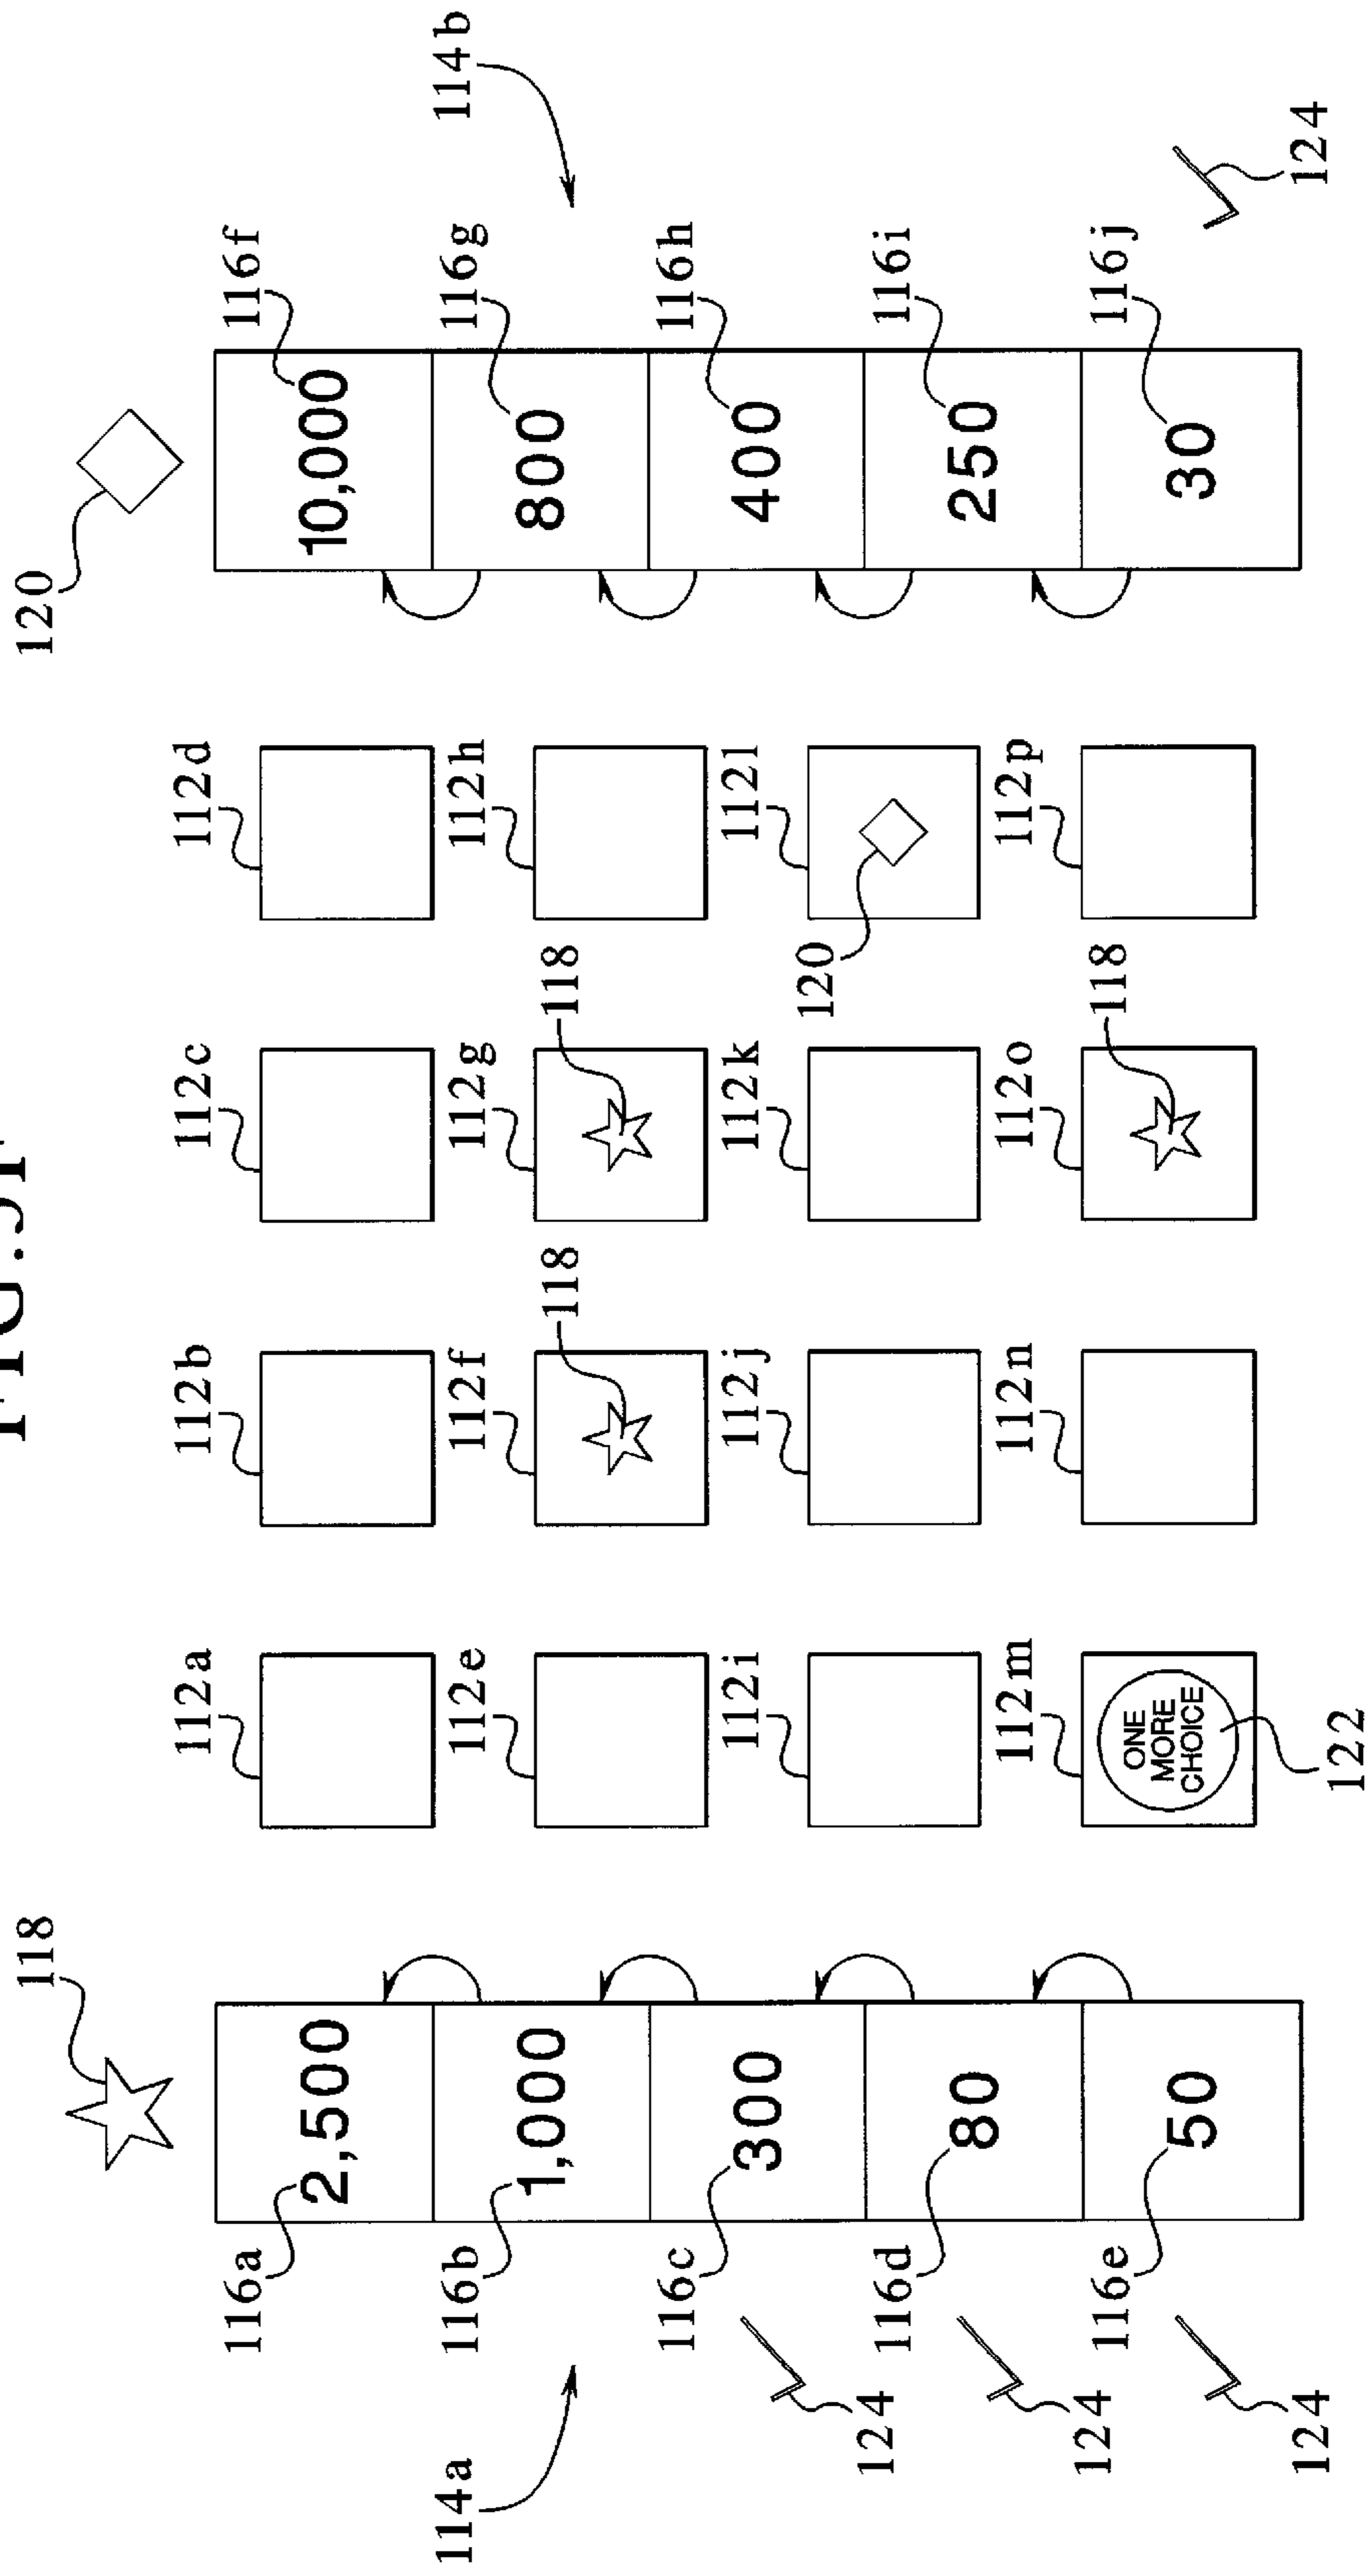 118
120
114a
114b
116a
2,500
112a
112b
112c
112d
10,000
116f
116b
1,000
112e
112f
118
112g
118
112h
800
116g
116c
300
124
112i
112j
112k
112l
120
400
116h
116d
80
124
112m
ONE
MORE
CHOICE
122
112n
112o
118
112p
250
116i
116e
50
124
30
116j
124